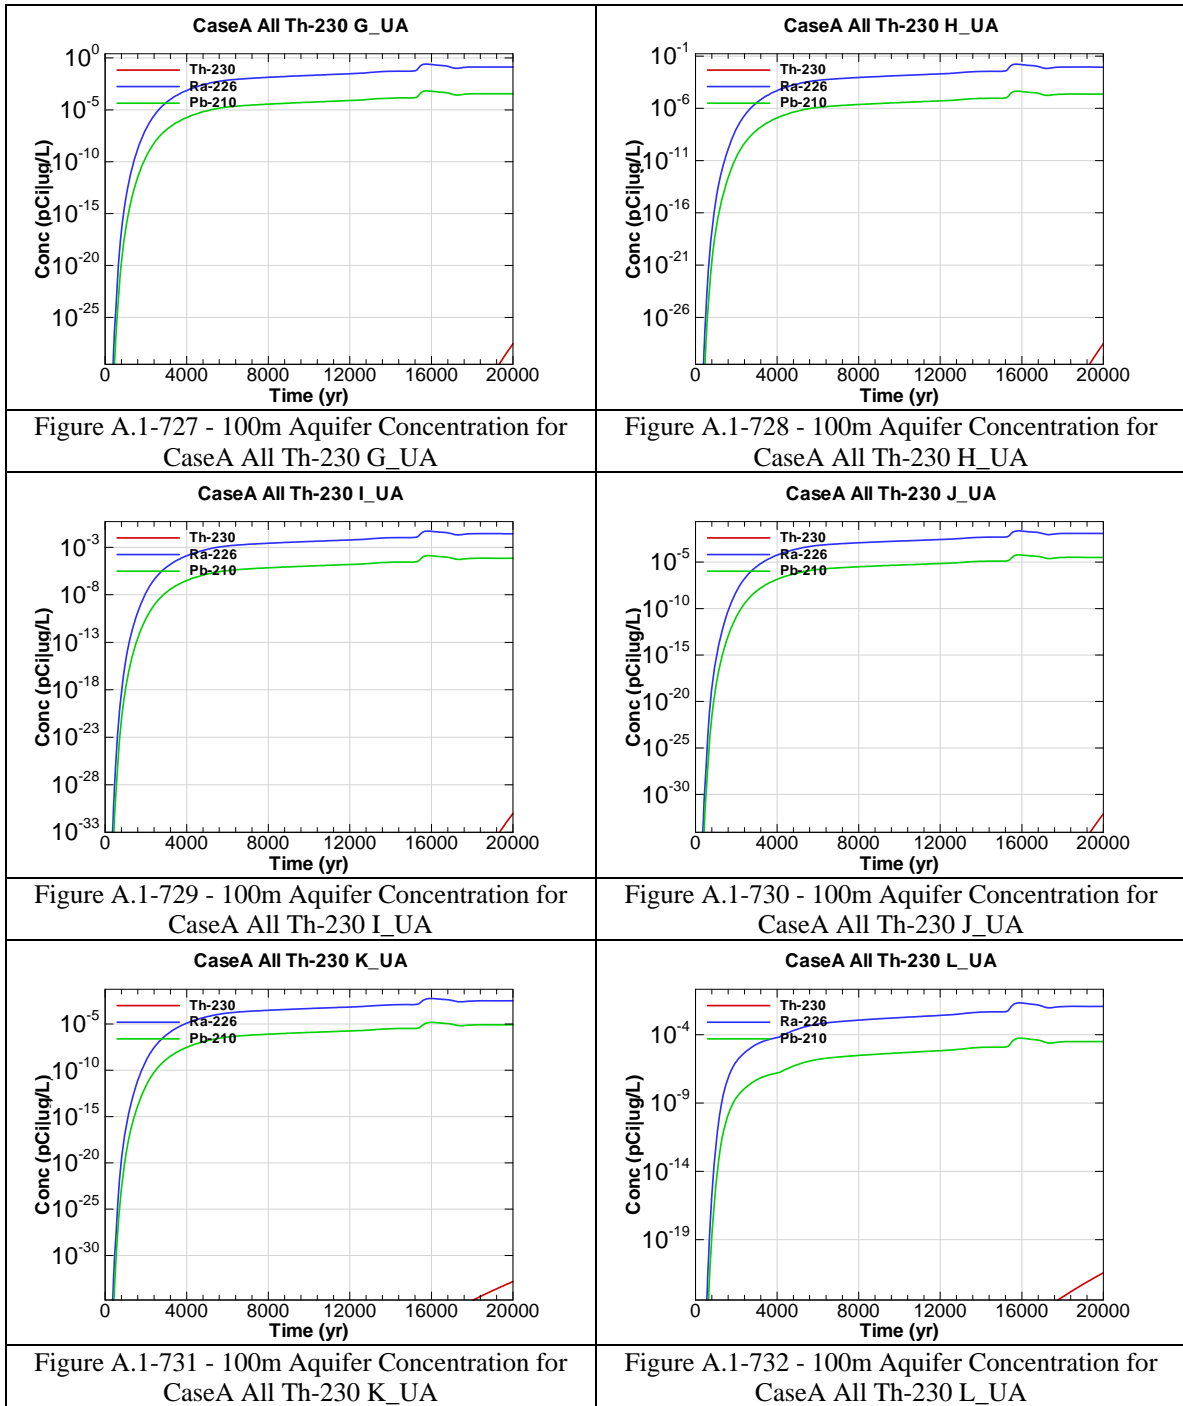 CaseA All Th-230 G_UA
Conc (pCi|ug/L)
10^0
10^-5
10^-10
10^-15
10^-20
10^-25
Th-230
Ra-226
Pb-210
0 4000 8000 12000 16000 20000
Time (yr)
Figure A.1-727 - 100m Aquifer Concentration for
CaseA All Th-230 G_UA
CaseA All Th-230 H_UA
Conc (pCi|ug/L)
10^-1
10^-6
10^-11
10^-16
10^-21
10^-26
Th-230
Ra-226
Pb-210
0 4000 8000 12000 16000 20000
Time (yr)
Figure A.1-728 - 100m Aquifer Concentration for
CaseA All Th-230 H_UA
CaseA All Th-230 I_UA
Conc (pCi|ug/L)
10^-3
10^-8
10^-13
10^-18
10^-23
10^-28
10^-33
Th-230
Ra-226
Pb-210
0 4000 8000 12000 16000 20000
Time (yr)
Figure A.1-729 - 100m Aquifer Concentration for
CaseA All Th-230 I_UA
CaseA All Th-230 J_UA
Conc (pCi|ug/L)
10^-5
10^-10
10^-15
10^-20
10^-25
10^-30
Th-230
Ra-226
Pb-210
0 4000 8000 12000 16000 20000
Time (yr)
Figure A.1-730 - 100m Aquifer Concentration for
CaseA All Th-230 J_UA
CaseA All Th-230 K_UA
Conc (pCi|ug/L)
10^-5
10^-10
10^-15
10^-20
10^-25
10^-30
Th-230
Ra-226
Pb-210
0 4000 8000 12000 16000 20000
Time (yr)
Figure A.1-731 - 100m Aquifer Concentration for
CaseA All Th-230 K_UA
CaseA All Th-230 L_UA
Conc (pCi|ug/L)
10^-4
10^-9
10^-14
10^-19
Th-230
Ra-226
Pb-210
0 4000 8000 12000 16000 20000
Time (yr)
Figure A.1-732 - 100m Aquifer Concentration for
CaseA All Th-230 L_UA